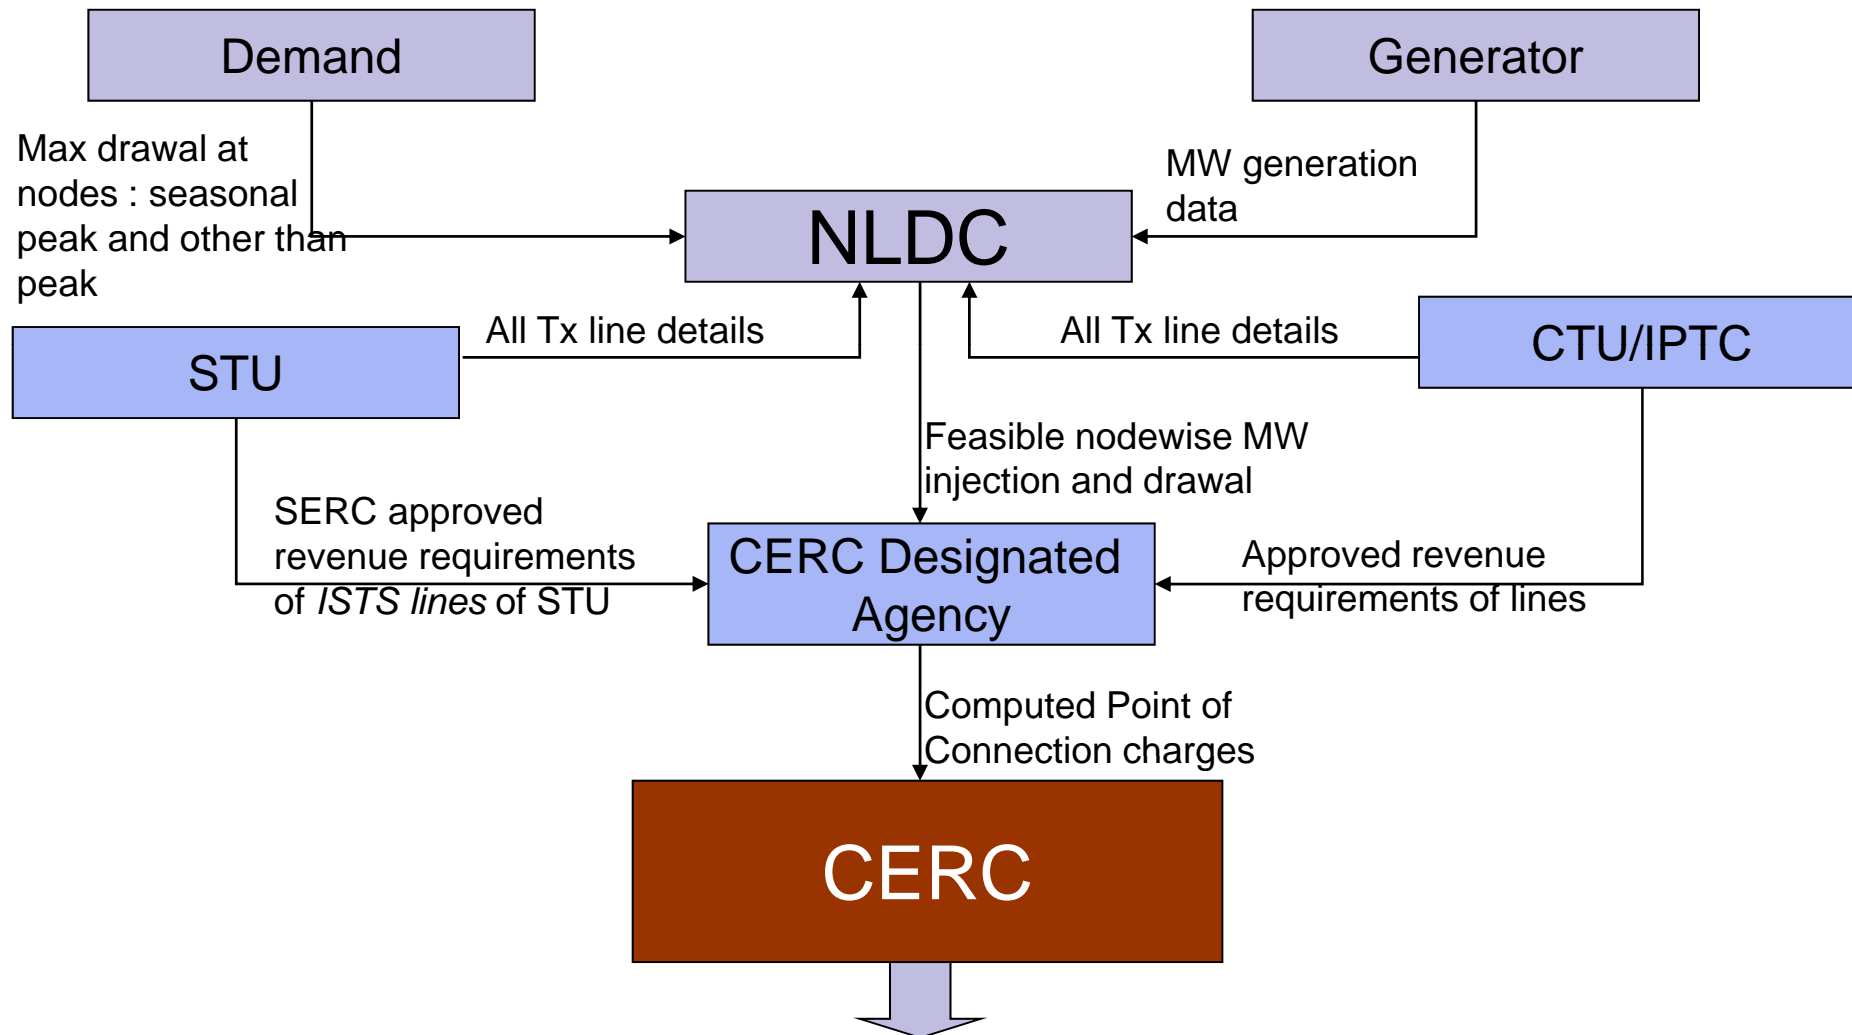 Demand
Generator
Max drawal at
nodes : seasonal
peak and other than
peak
MW generation
data
NLDC
STU
All Tx line details
All Tx line details
CTU/IPTC
Feasible nodewise MW
injection and drawal
SERC approved
revenue requirements
of ISTS lines of STU
CERC Designated
Agency
Approved revenue
requirements of lines
Computed Point of
Connection charges
CERC